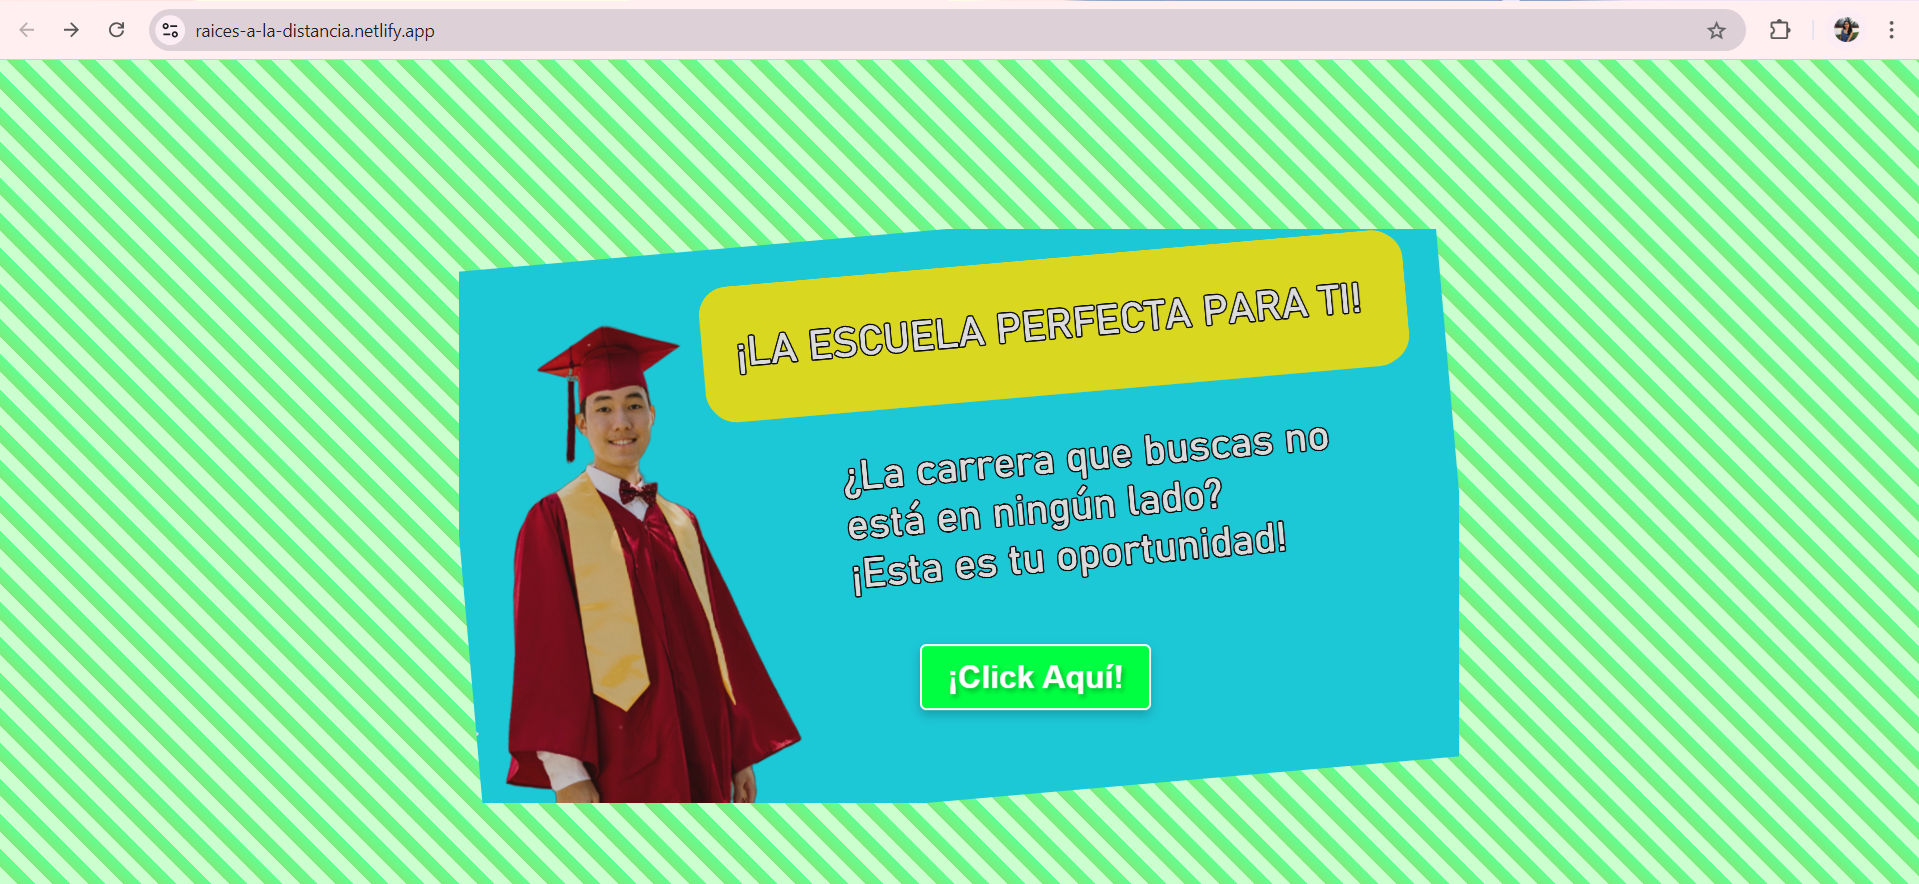 raices-a-la-distancia.netlify.app
¡LA ESCUELA PERFECTA PARA TI!
¿La carrera que buscas no
está en ningún lado?
¡Esta es tu oportunidad!
¡Click Aquí!